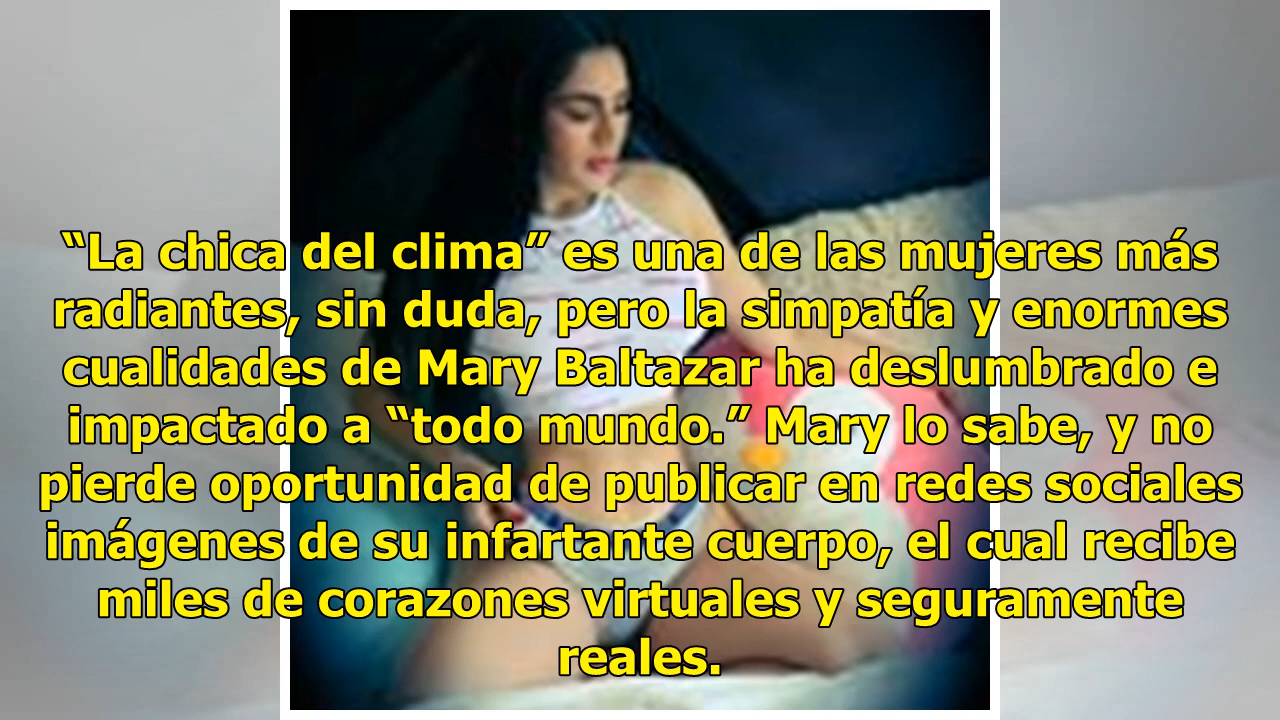 “La chica del clima” es una de las mujeres más
radiantes, sin duda, pero la simpatía y enormes
cualidades de Mary Baltazar ha deslumbrado e
impactado a “todo mundo.” Mary lo sabe, y no
pierde oportunidad de publicar en redes sociales
imágenes de su infartante cuerpo, el cual recibe
miles de corazones virtuales y seguramente
reales.